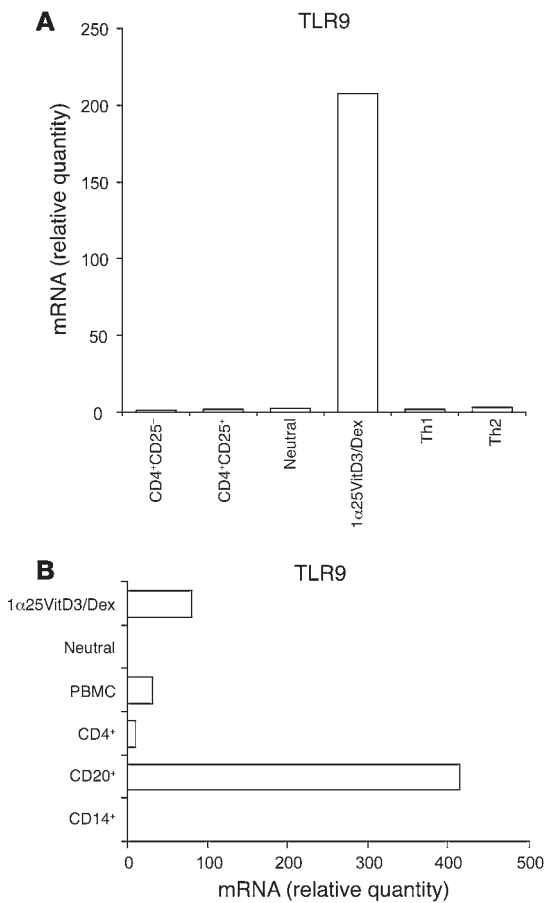 A
TLR9
mRNA (relative quantity)
250
200
150
100
50
0
CD4⁺CD25⁻
CD4⁺CD25⁺
Neutral
1α25VitD3/Dex
Th1
Th2
B
TLR9
1α25VitD3/Dex
Neutral
PBMC
CD4⁺
CD20⁺
CD14⁺
0 100 200 300 400 500
mRNA (relative quantity)